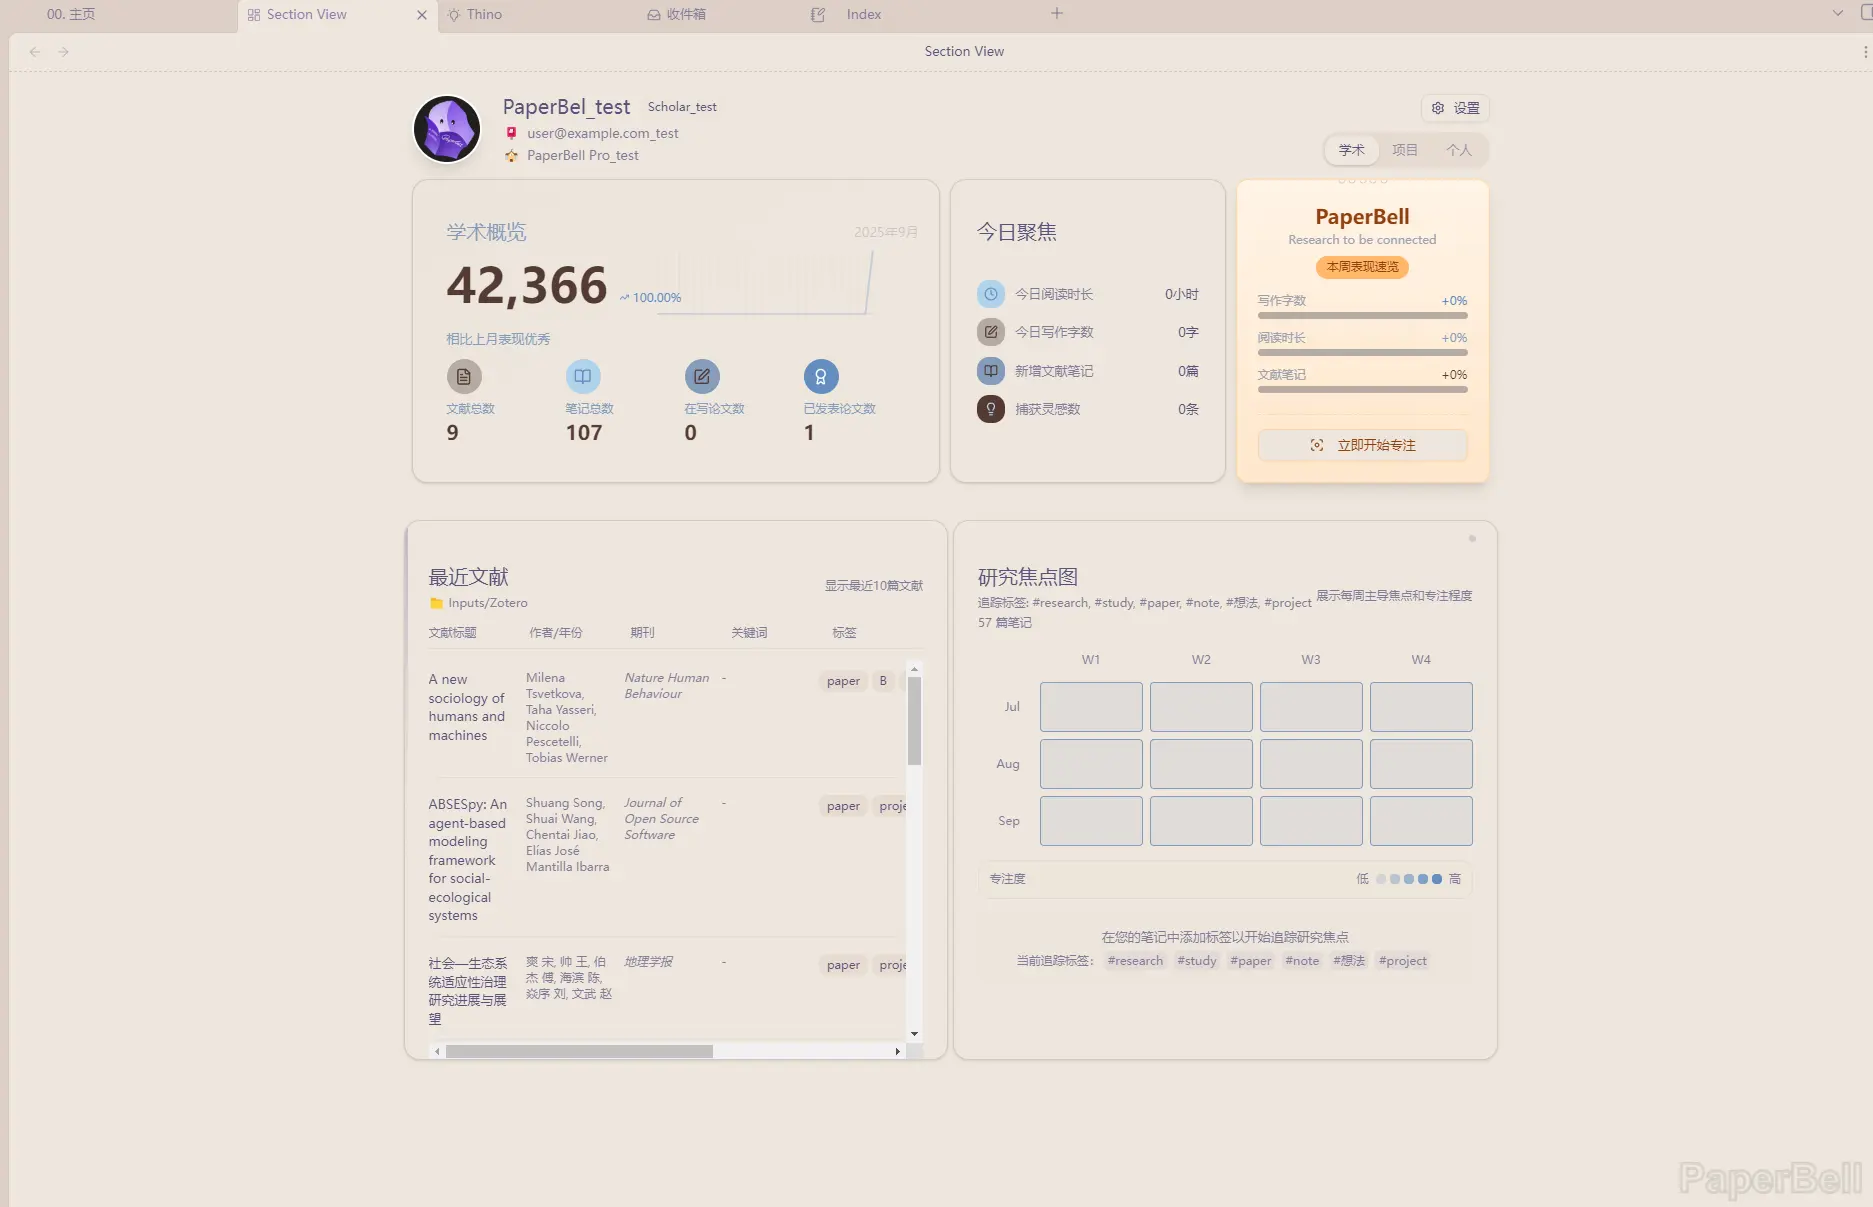 00. 主页
Section View
Thino
收件箱
Index
Section View
PaperBel_test Scholar_test
user@example.com_test
PaperBell Pro_test
设置
学术 项目 个人
学术概览
2025年9月
42,366
100.00%
相比上月表现优秀
文献总数 笔记总数 在写论文数 已发表论文数
9 107 0 1
今日聚焦
今日阅读时长 0小时
今日写作字数 0字
新增文献笔记 0篇
捕获灵感数 0条
PaperBell
Research to be connected
本周表现速览
写作字数 +0%
阅读时长 +0%
文献笔记 +0%
立即开始专注
最近文献
显示最近10篇文献
Inputs/Zotero
文献标题 作者/年份 期刊 关键词 标签
A new
sociology of
humans and
machines
Milena
Tsvetkova,
Taha Yasseri,
Niccolo
Pescetelli,
Tobias Werner
Nature Human
Behaviour
-
paper B
ABSESpy: An
agent-based
modeling
framework
for social-
ecological
systems
Shuang Song,
Shuai Wang,
Chentai Jiao,
Elías José
Mantilla Ibarra
Journal of
Open Source
Software
-
paper proje
社会—生态系
统适应性治理
研究进展与展
望
爽 宋, 帅 王, 伯
杰 傅, 海滨 陈,
焱序 刘, 文武 赵
地理学报
-
paper proje
研究焦点图
追踪标签: #research, #study, #paper, #note, #想法, #project
57 篇笔记
展示每周主导焦点和专注程度
W1 W2 W3 W4
Jul
Aug
Sep
专注度
低 高
在您的笔记中添加标签以开始追踪研究焦点
当前追踪标签: #research #study #paper #note #想法 #project
PaperBell